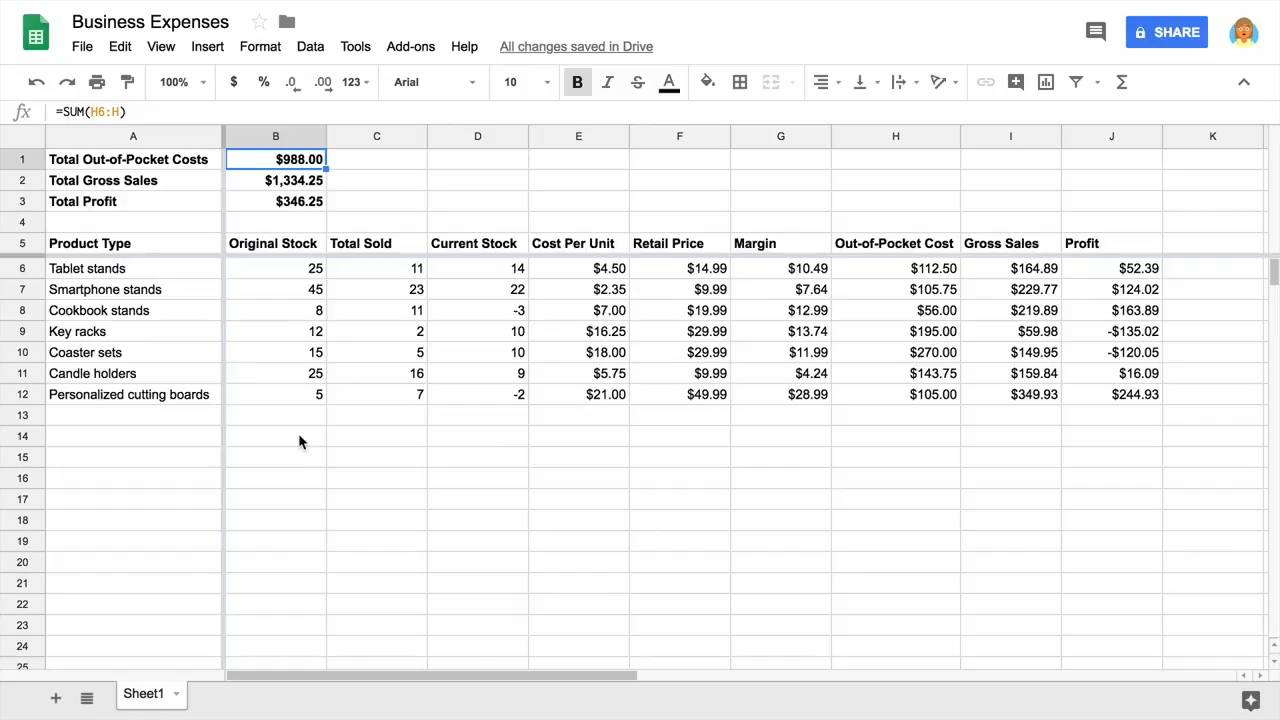 Business Expenses
File Edit View Insert Format Data Tools Add-ons Help All changes saved in Drive
SHARE
100% $ % .0 .00 123 Arial 10 B I S A Σ
fx =SUM(H6:H)
A B C D E F G H I J K
1 Total Out-of-Pocket Costs $988.00
2 Total Gross Sales $1,334.25
3 Total Profit $346.25
4
5 Product Type Original Stock Total Sold Current Stock Cost Per Unit Retail Price Margin Out-of-Pocket Cost Gross Sales Profit
6 Tablet stands 25 11 14 $4.50 $14.99 $10.49 $112.50 $164.89 $52.39
7 Smartphone stands 45 23 22 $2.35 $9.99 $7.64 $105.75 $229.77 $124.02
8 Cookbook stands 8 11 -3 $7.00 $19.99 $12.99 $56.00 $219.89 $163.89
9 Key racks 12 2 10 $16.25 $29.99 $13.74 $195.00 $59.98 -$135.02
10 Coaster sets 15 5 10 $18.00 $29.99 $11.99 $270.00 $149.95 -$120.05
11 Candle holders 25 16 9 $5.75 $9.99 $4.24 $143.75 $159.84 $16.09
12 Personalized cutting boards 5 7 -2 $21.00 $49.99 $28.99 $105.00 $349.93 $244.93
13
14
15
16
17
18
19
20
21
22
23
24
25
Sheet1